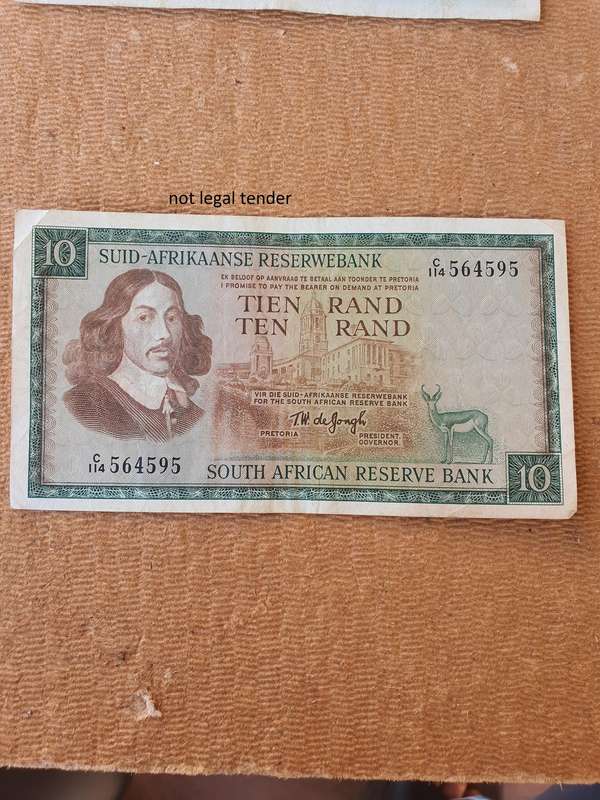 not legal tender
10
SUID-AFRIKAANSE RESERWEBANK
C/114 564595
EK BELOOF OP AANVRAAG TE BETAAL AAN TOONDER TE PRETORIA
I PROMISE TO PAY THE BEARER ON DEMAND AT PRETORIA
TIEN RAND
TEN RAND
VIR DIE SUID-AFRIKAANSE RESERWEBANK
FOR THE SOUTH AFRICAN RESERVE BANK
T.W. de Jongh
PRETORIA
PRESIDENT.
GOVERNOR.
C/114 564595
SOUTH AFRICAN RESERVE BANK
10